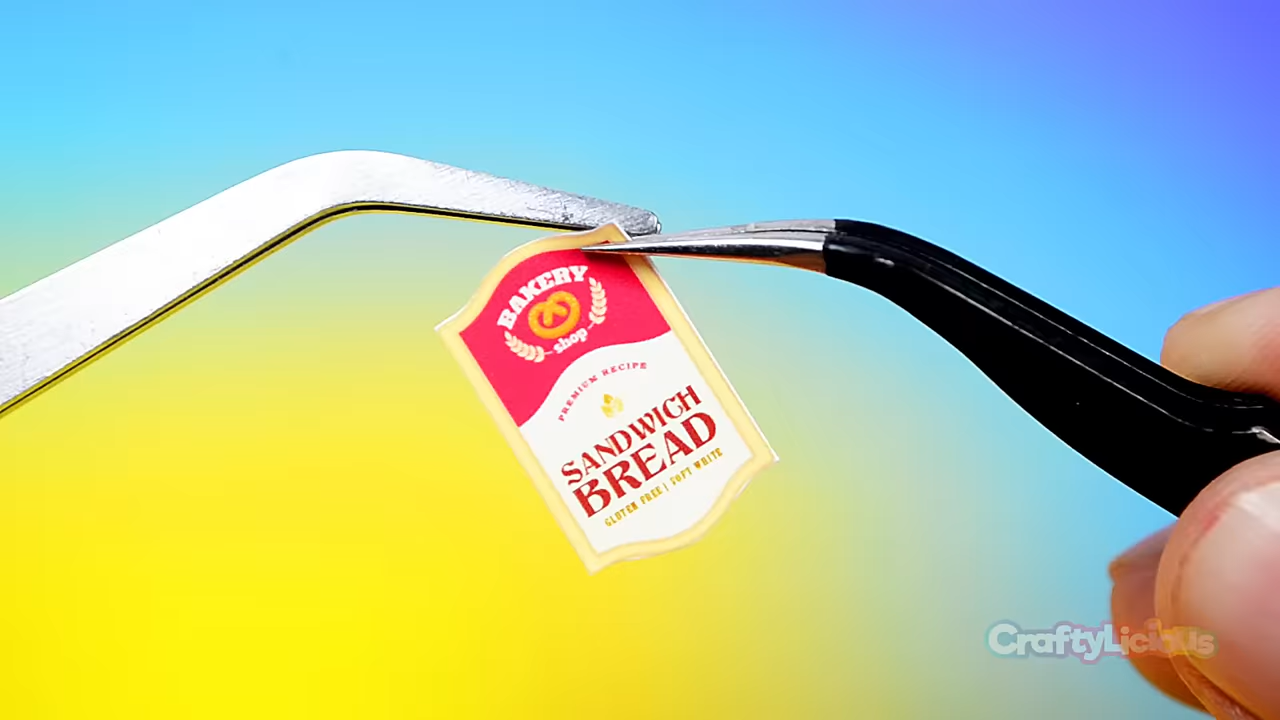 BAKERY
shop
PREMIUM RECIPE
SANDWICH
BREAD
GLUTEN FREE | SOFT WHITE
CraftyLicious